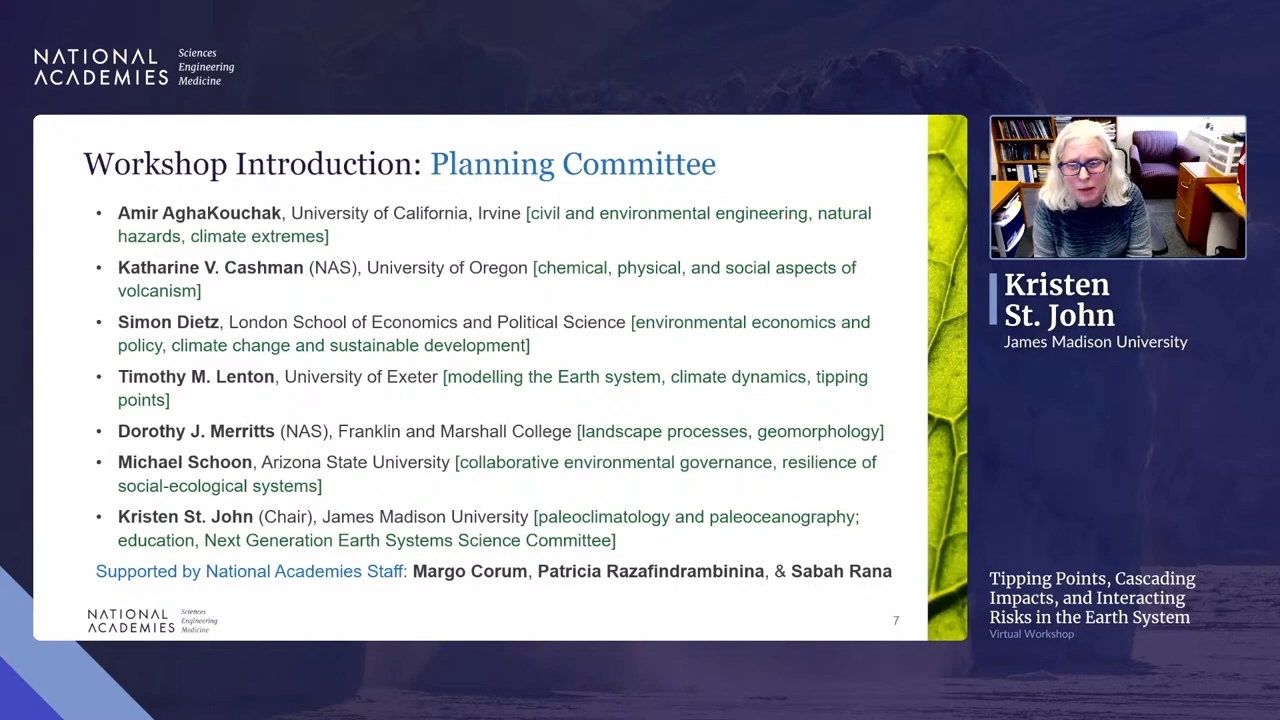 NATIONAL
ACADEMIES
Sciences
Engineering
Medicine
Workshop Introduction: Planning Committee
• Amir AghaKouchak, University of California, Irvine [civil and environmental engineering, natural
hazards, climate extremes]
• Katharine V. Cashman (NAS), University of Oregon [chemical, physical, and social aspects of
volcanism]
• Simon Dietz, London School of Economics and Political Science [environmental economics and
policy, climate change and sustainable development]
• Timothy M. Lenton, University of Exeter [modelling the Earth system, climate dynamics, tipping
points]
• Dorothy J. Merritts (NAS), Franklin and Marshall College [landscape processes, geomorphology]
• Michael Schoon, Arizona State University [collaborative environmental governance, resilience of
social-ecological systems]
• Kristen St. John (Chair), James Madison University [paleoclimatology and paleoceanography;
education, Next Generation Earth Systems Science Committee]
Supported by National Academies Staff: Margo Corum, Patricia Razafindrambinina, & Sabah Rana
NATIONAL
ACADEMIES
Sciences
Engineering
Medicine
7
Kristen
St. John
James Madison University
Tipping Points, Cascading
Impacts, and Interacting
Risks in the Earth System
Virtual Workshop